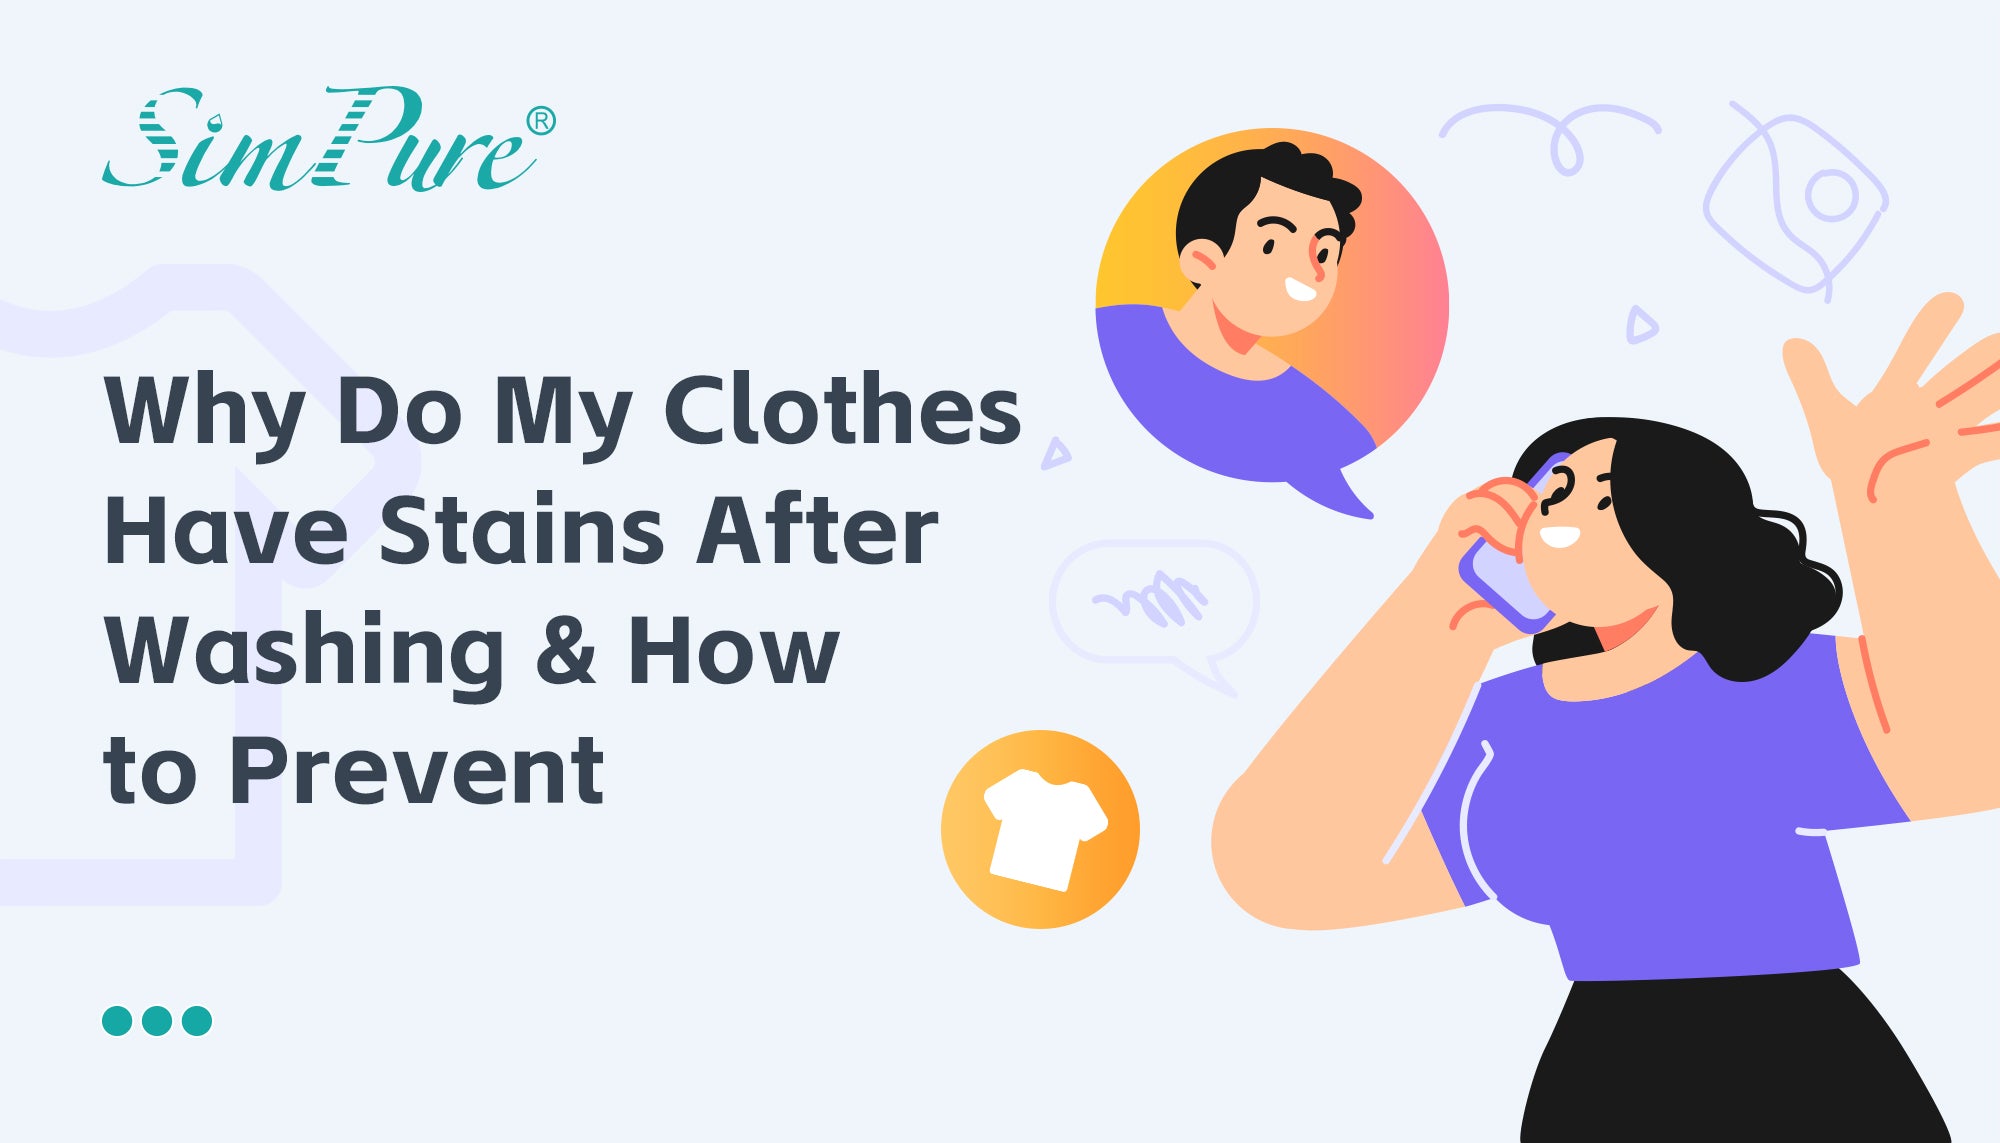 SimPure®
Why Do My Clothes
Have Stains After
Washing & How
to Prevent